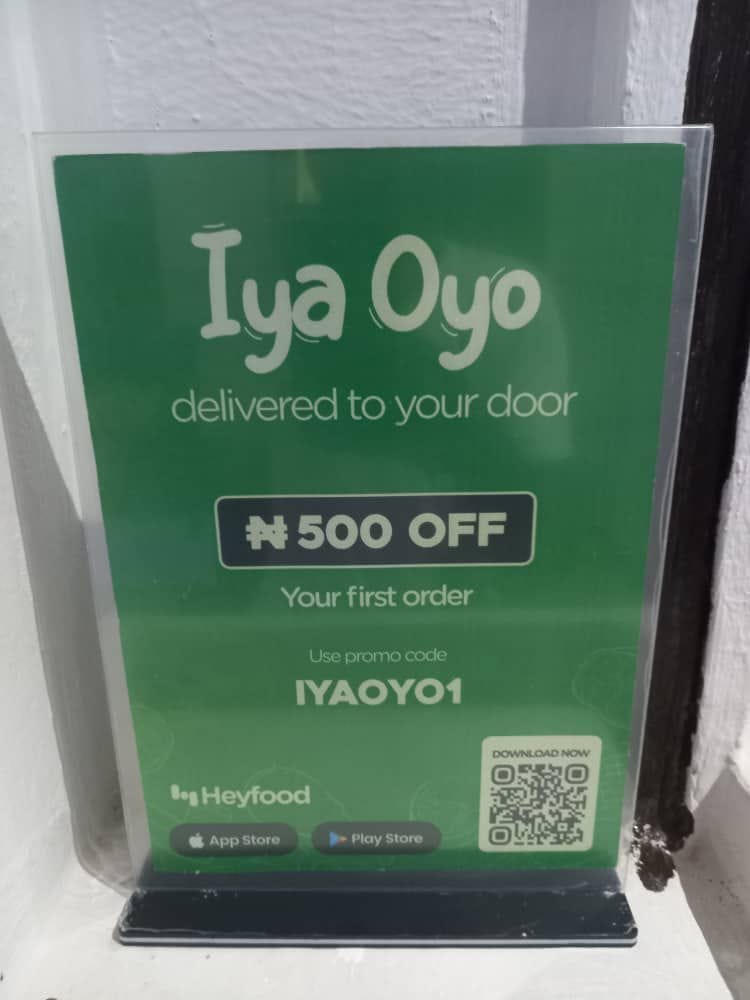 Iya Oyo
delivered to your door
₦ 500 OFF
Your first order
Use promo code
IYAOYO1
DOWNLOAD NOW
Heyfood
App Store
Play Store